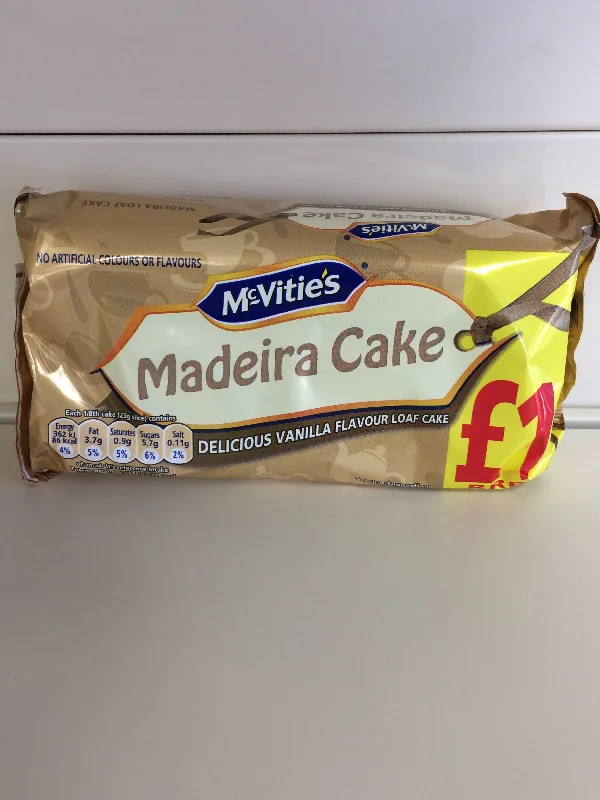 MADEIRA LOAF CAKE
Madeira Cake
McVitie's
NO ARTIFICIAL COLOURS OR FLAVOURS
McVitie's
Madeira Cake
DELICIOUS VANILLA FLAVOUR LOAF CAKE
Each 1/8th cake (23g slice) contains
Energy 362 kJ 86 kcal 4%
Fat 3.7g 5%
Saturates 0.9g 5%
Sugars 5.7g 6%
Salt 0.11g 2%
£1